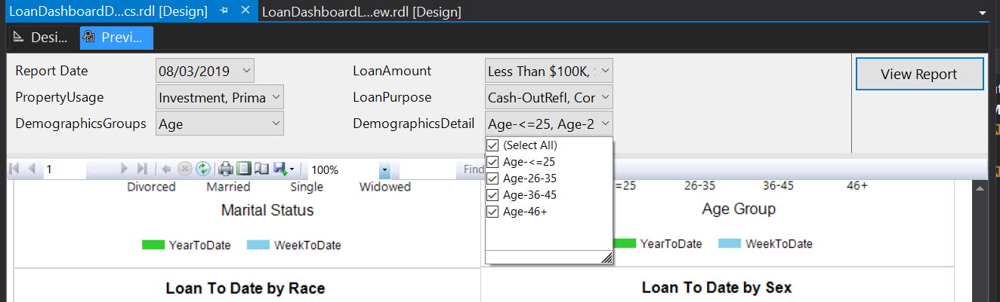 LoanDashboardD...cs.rdl [Design]
LoanDashboardL...ew.rdl [Design]
Desi...
Previ...
Report Date
08/03/2019
LoanAmount
Less Than $100K,
View Report
PropertyUsage
Investment, Prima
LoanPurpose
Cash-OutRefI, Cor
DemographicsGroups
Age
DemographicsDetail
Age-<=25, Age-2
(Select All)
Age-<=25
Age-26-35
Age-36-45
Age-46+
1
100%
Find
Divorced Married Single Widowed
Marital Status
YearToDate WeekToDate
=25 26-35 36-45 46+
Age Group
YearToDate WeekToDate
Loan To Date by Race
Loan To Date by Sex